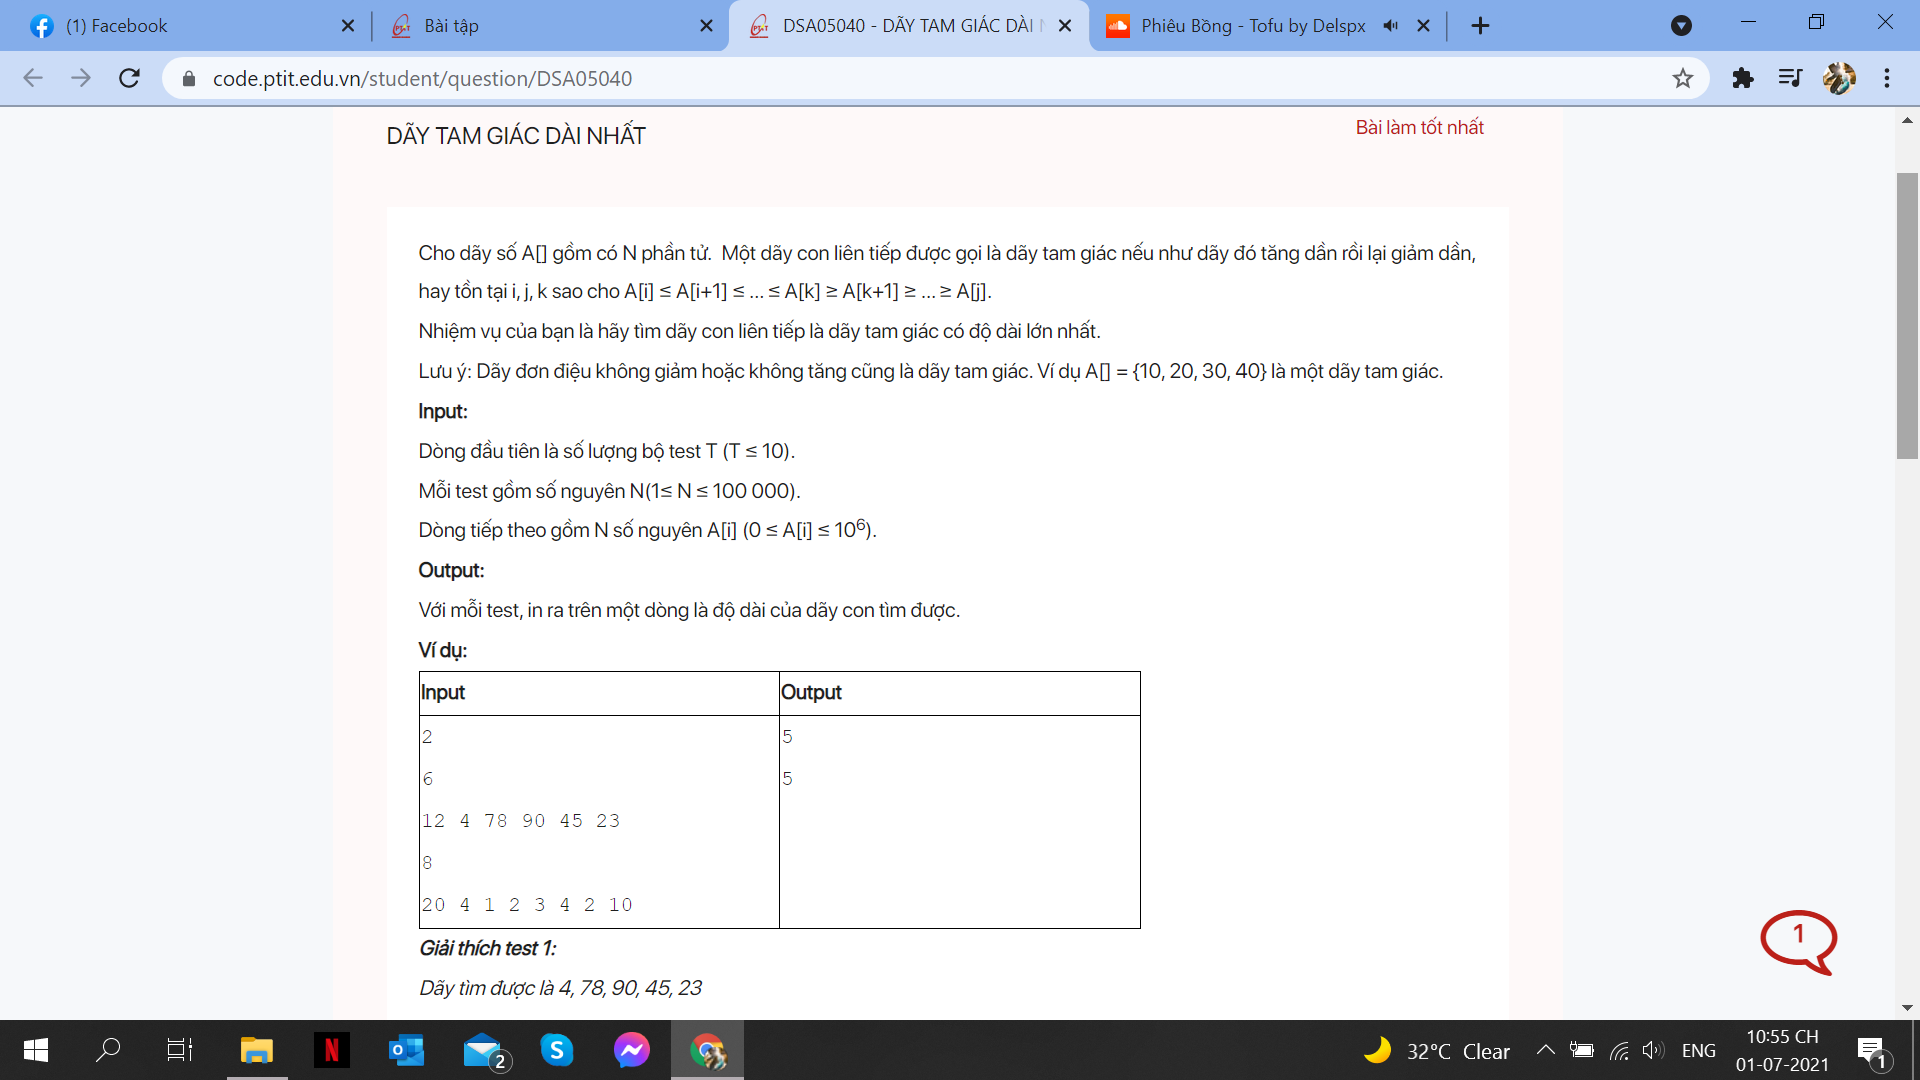 (1) Facebook
Bài tập
DSA05040 - DÃY TAM GIÁC DÀI
Phiêu Bồng - Tofu by Delspx
code.ptit.edu.vn/student/question/DSA05040
DÃY TAM GIÁC DÀI NHẤT
Bài làm tốt nhất
Cho dãy số A[] gồm có N phần tử. Một dãy con liên tiếp được gọi là dãy tam giác nếu như dãy đó tăng dần rồi lại giảm dần,
hay tồn tại i, j, k sao cho A[i] ≤ A[i+1] ≤ ... ≤ A[k] ≥ A[k+1] ≥ ... ≥ A[j].
Nhiệm vụ của bạn là hãy tìm dãy con liên tiếp là dãy tam giác có độ dài lớn nhất.
Lưu ý: Dãy đơn điệu không giảm hoặc không tăng cũng là dãy tam giác. Ví dụ A[] = {10, 20, 30, 40} là một dãy tam giác.
Input:
Dòng đầu tiên là số lượng bộ test T (T ≤ 10).
Mỗi test gồm số nguyên N(1≤ N ≤ 100 000).
Dòng tiếp theo gồm N số nguyên A[i] (0 ≤ A[i] ≤ 10⁶).
Output:
Với mỗi test, in ra trên một dòng là độ dài của dãy con tìm được.
Ví dụ:
Input Output
2 5
6 5
12 4 78 90 45 23
8
20 4 1 2 3 4 2 10
Giải thích test 1:
Dãy tìm được là 4, 78, 90, 45, 23
1
2
32°C Clear
ENG
10:55 CH
01-07-2021
1